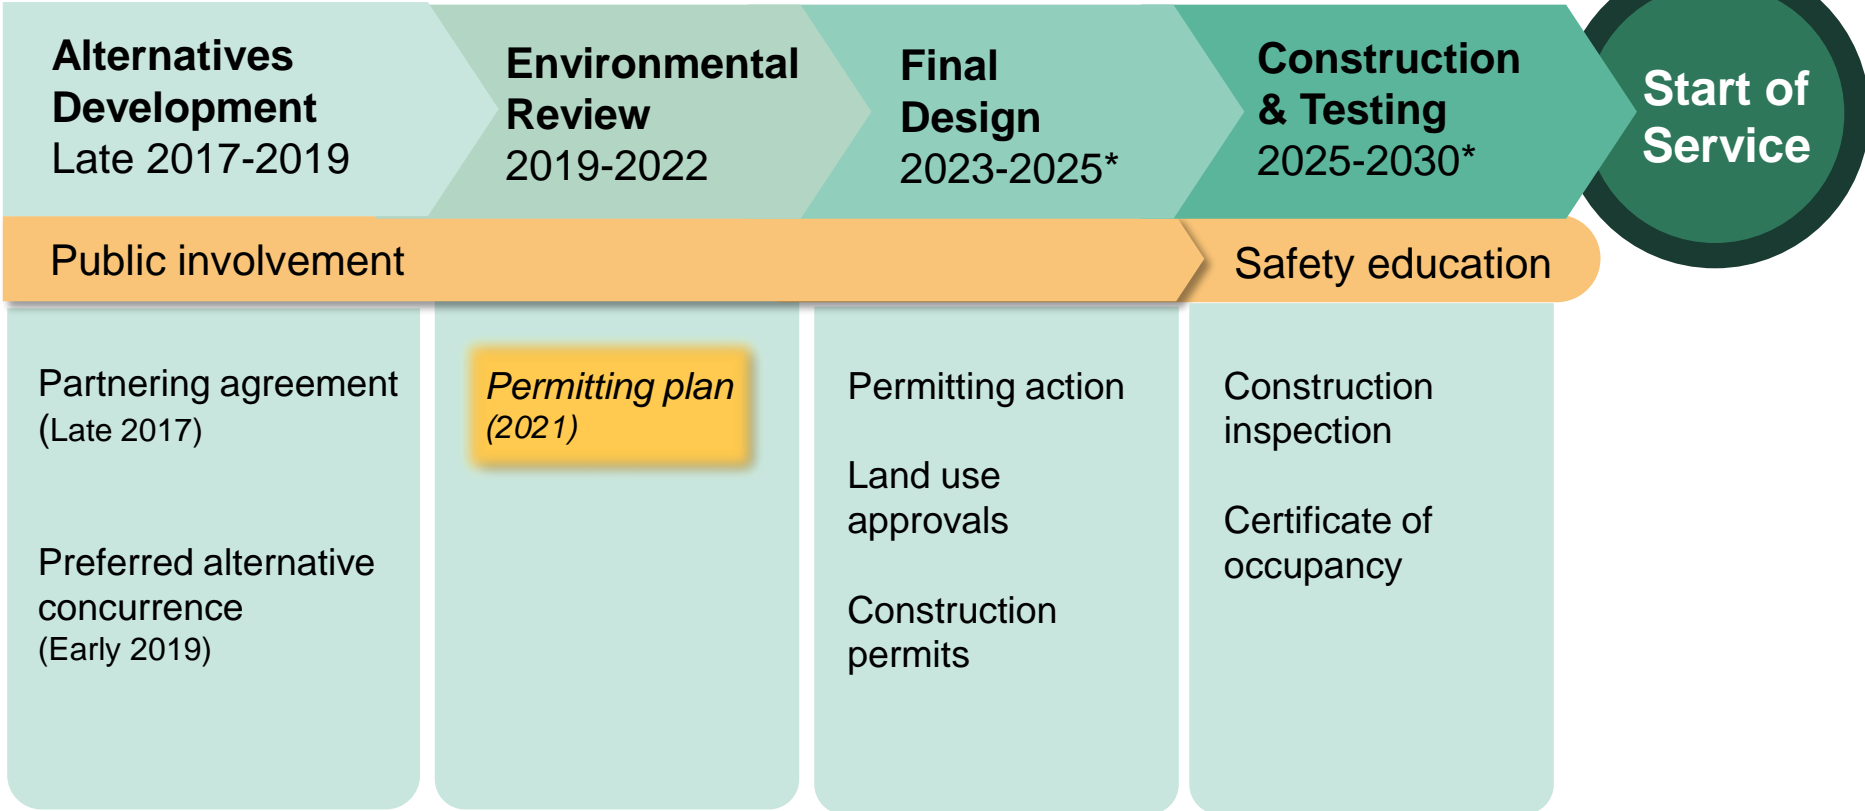 Alternatives
Development
Late 2017-2019
Environmental
Review
2019-2022
Final
Design
2023-2025*
Construction
& Testing
2025-2030*
Start of
Service
Public involvement
Safety education
Partnering agreement
(Late 2017)
Preferred alternative
concurrence
(Early 2019)
Permitting plan
(2021)
Permitting action
Land use
approvals
Construction
permits
Construction
inspection
Certificate of
occupancy